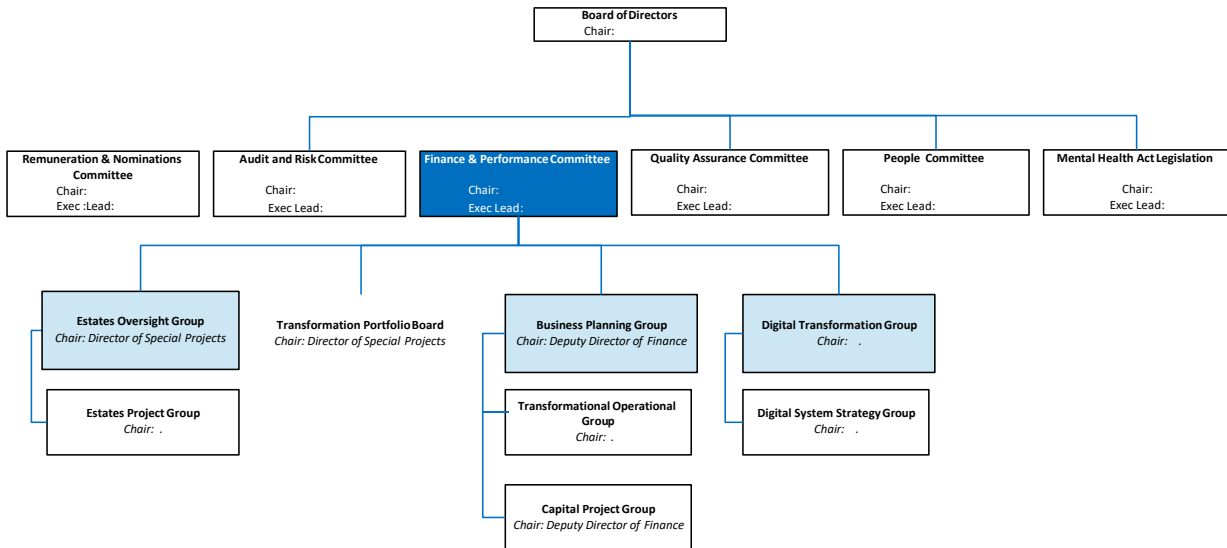 Board of Directors
Chair:
Remuneration & Nominations
Committee
Chair:
Exec :Lead:
Audit and Risk Committee
Chair:
Exec Lead:
Finance & Performance Committee
Chair:
Exec Lead:
Quality Assurance Committee
Chair:
Exec Lead:
People Committee
Chair:
Exec Lead:
Mental Health Act Legislation
Chair:
Exec Lead:
Estates Oversight Group
Chair: Director of Special Projects
Transformation Portfolio Board
Chair: Director of Special Projects
Business Planning Group
Chair: Deputy Director of Finance
Digital Transformation Group
Chair: .
Estates Project Group
Chair: .
Transformational Operational
Group
Chair: .
Digital System Strategy Group
Chair: .
Capital Project Group
Chair: Deputy Director of Finance